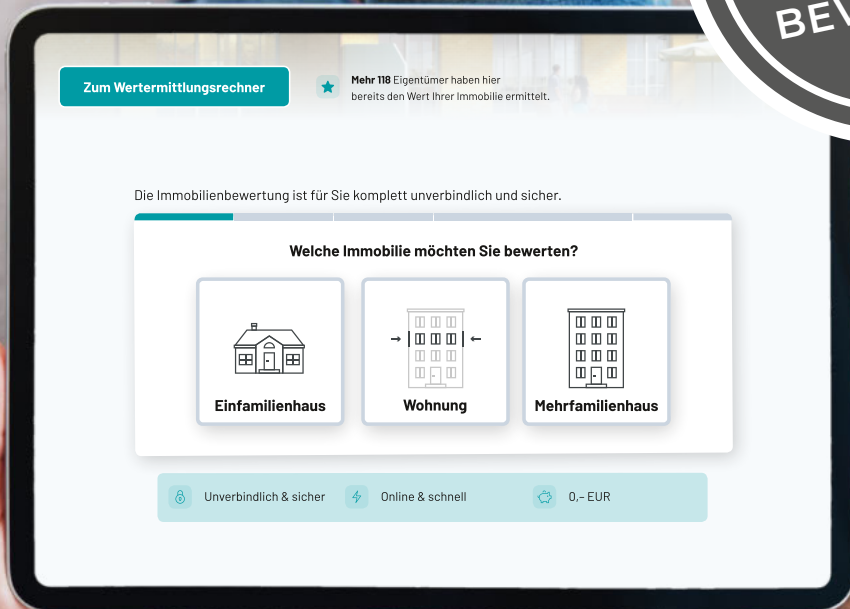 Zum Wertermittlungsrechner
Mehr 118 Eigentümer haben hier
bereits den Wert Ihrer Immobilie ermittelt.
Die Immobilienbewertung ist für Sie komplett unverbindlich und sicher.
Welche Immobilie möchten Sie bewerten?
Einfamilienhaus
Wohnung
Mehrfamilienhaus
Unverbindlich & sicher
Online & schnell
0,- EUR